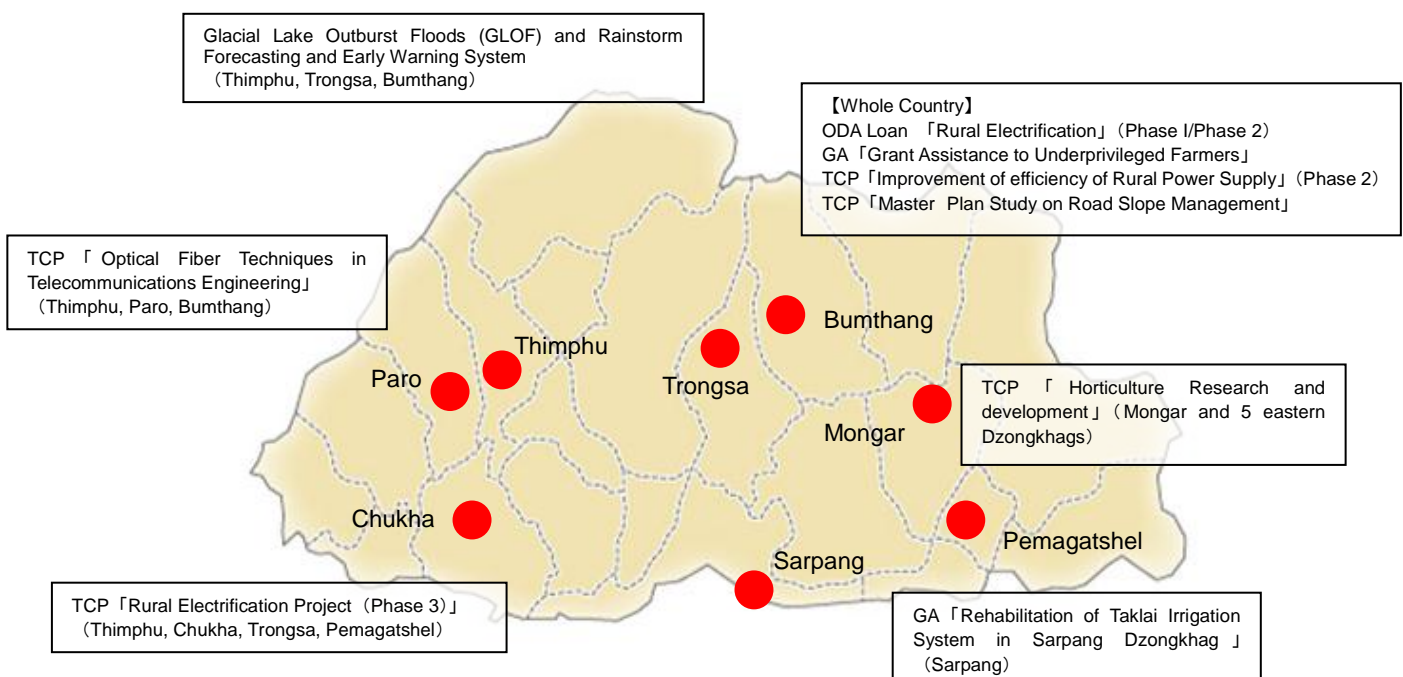 Glacial Lake Outburst Floods (GLOF) and Rainstorm
Forecasting and Early Warning System
（Thimphu, Trongsa, Bumthang）
【Whole Country】
ODA Loan 「Rural Electrification」（Phase I/Phase 2）
GA「Grant Assistance to Underprivileged Farmers」
TCP「Improvement of efficiency of Rural Power Supply」（Phase 2）
TCP「Master Plan Study on Road Slope Management」
TCP「Optical Fiber Techniques in
Telecommunications Engineering」
（Thimphu, Paro, Bumthang）
Bumthang
Thimphu
Paro
Trongsa
Mongar
TCP「Horticulture Research and
development」（Mongar and 5 eastern
Dzongkhags）
Chukha
Pemagatshel
Sarpang
TCP「Rural Electrification Project（Phase 3）」
（Thimphu, Chukha, Trongsa, Pemagatshel）
GA「Rehabilitation of Taklai Irrigation
System in Sarpang Dzongkhag」
（Sarpang）